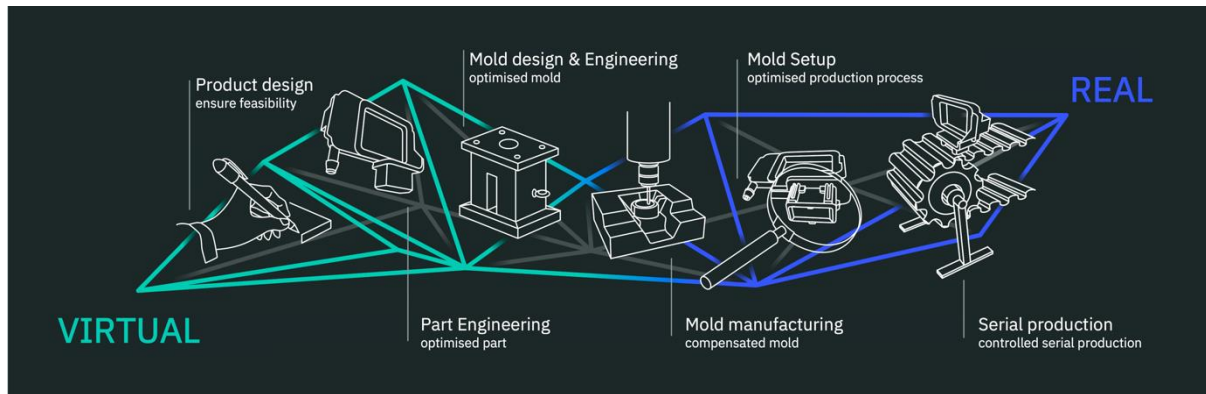 Product design
ensure feasibility
Mold design & Engineering
optimised mold
Mold Setup
optimised production process
REAL
VIRTUAL
Part Engineering
optimised part
Mold manufacturing
compensated mold
Serial production
controlled serial production